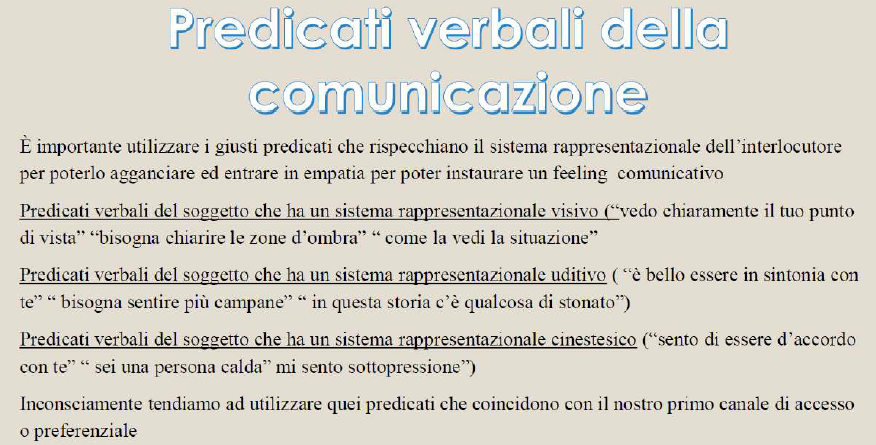 Predicati verbali della
comunicazione
È importante utilizzare i giusti predicati che rispecchiano il sistema rappresentazionale dell’interlocutore
per poterlo agganciare ed entrare in empatia per poter instaurare un feeling comunicativo
Predicati verbali del soggetto che ha un sistema rappresentazionale visivo (“vedo chiaramente il tuo punto
di vista” “bisogna chiarire le zone d’ombra” “ come la vedi la situazione”
Predicati verbali del soggetto che ha un sistema rappresentazionale uditivo ( “è bello essere in sintonia con
te” “ bisogna sentire più campane” “ in questa storia c’è qualcosa di stonato”)
Predicati verbali del soggetto che ha un sistema rappresentazionale cinestesico (“sento di essere d’accordo
con te” “ sei una persona calda” mi sento sottopressione”)
Inconsciamente tendiamo ad utilizzare quei predicati che coincidono con il nostro primo canale di accesso
o preferenziale